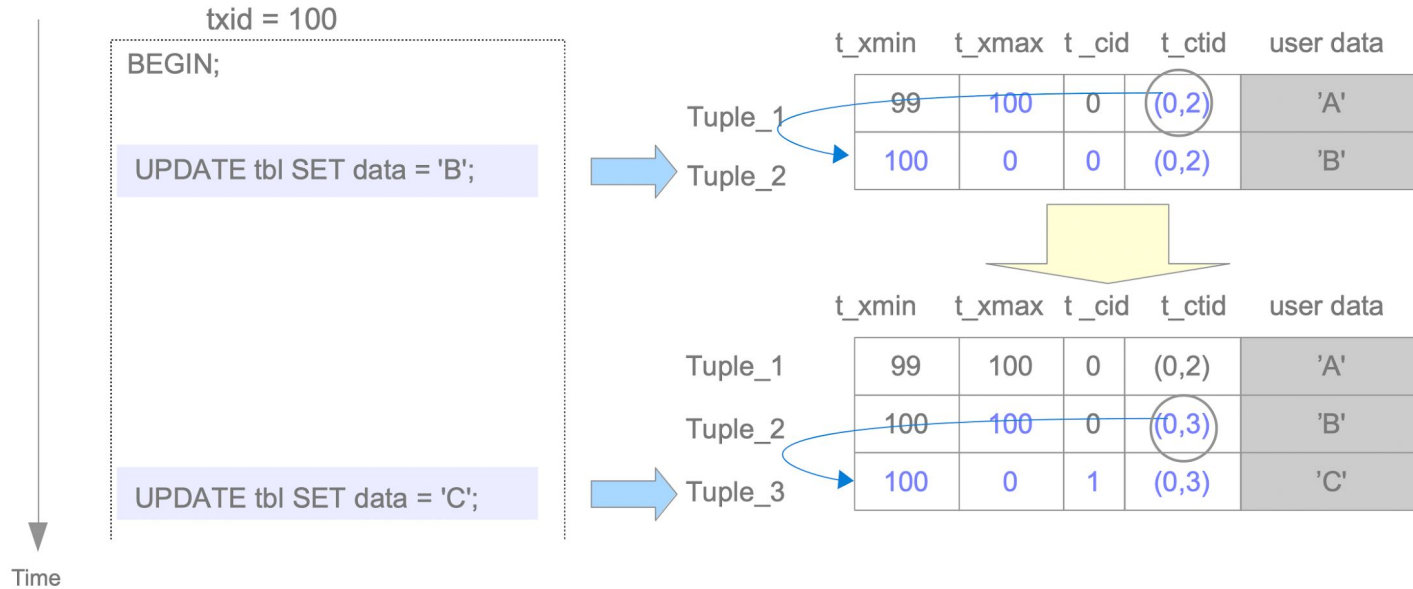 txid = 100
BEGIN;
UPDATE tbl SET data = 'B';
UPDATE tbl SET data = 'C';
Time
t_xmin t_xmax t _cid t_ctid user data
Tuple_1 99 100 0 (0,2) ’A'
Tuple_2 100 0 0 (0,2) ’B'
t_xmin t_xmax t _cid t_ctid user data
Tuple_1 99 100 0 (0,2) ’A'
Tuple_2 100 100 0 (0,3) ’B'
Tuple_3 100 0 1 (0,3) ’C'